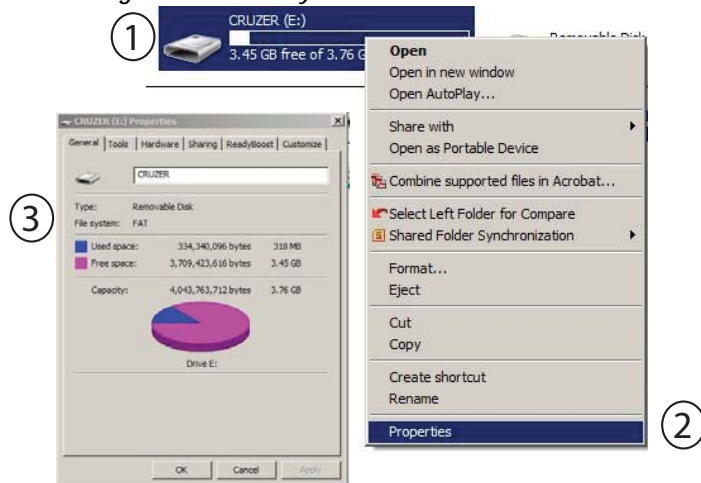 ①
CRUZER (E:)
3.45 GB free of 3.76 G
Open
Open in new window
Open AutoPlay...
Share with
Open as Portable Device
Combine supported files in Acrobat...
Select Left Folder for Compare
Shared Folder Synchronization
Format...
Eject
Cut
Copy
Create shortcut
Rename
Properties
②
③
CRUZER (E:) Properties
General Tools Hardware Sharing ReadyBoost Customize
CRUZER
Type: Removable Disk
File system: FAT
Used space: 334,340,096 bytes 318 MB
Free space: 3,709,423,616 bytes 3.45 GB
Capacity: 4,043,763,712 bytes 3.76 GB
Drive E:
OK Cancel Apply